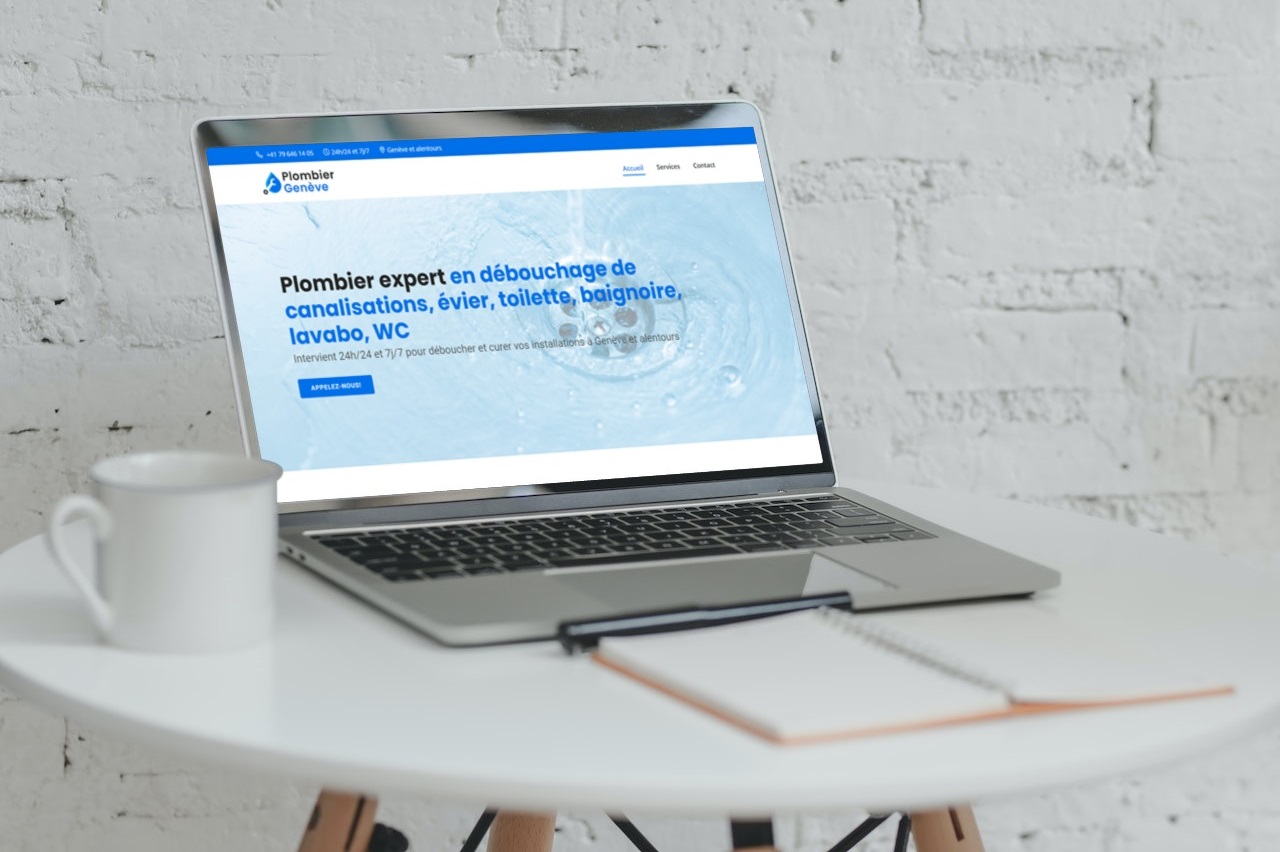 +41 79 646 14 05 24h/24 et 7j/7 Genève et alentours
Plombier
Genève
Accueil Services Contact
Plombier expert en débouchage de
canalisations, évier, toilette, baignoire,
lavabo, WC
Intervient 24h/24 et 7j/7 pour déboucher et curer vos installations à Genève et alentours
APPELEZ-NOUS!